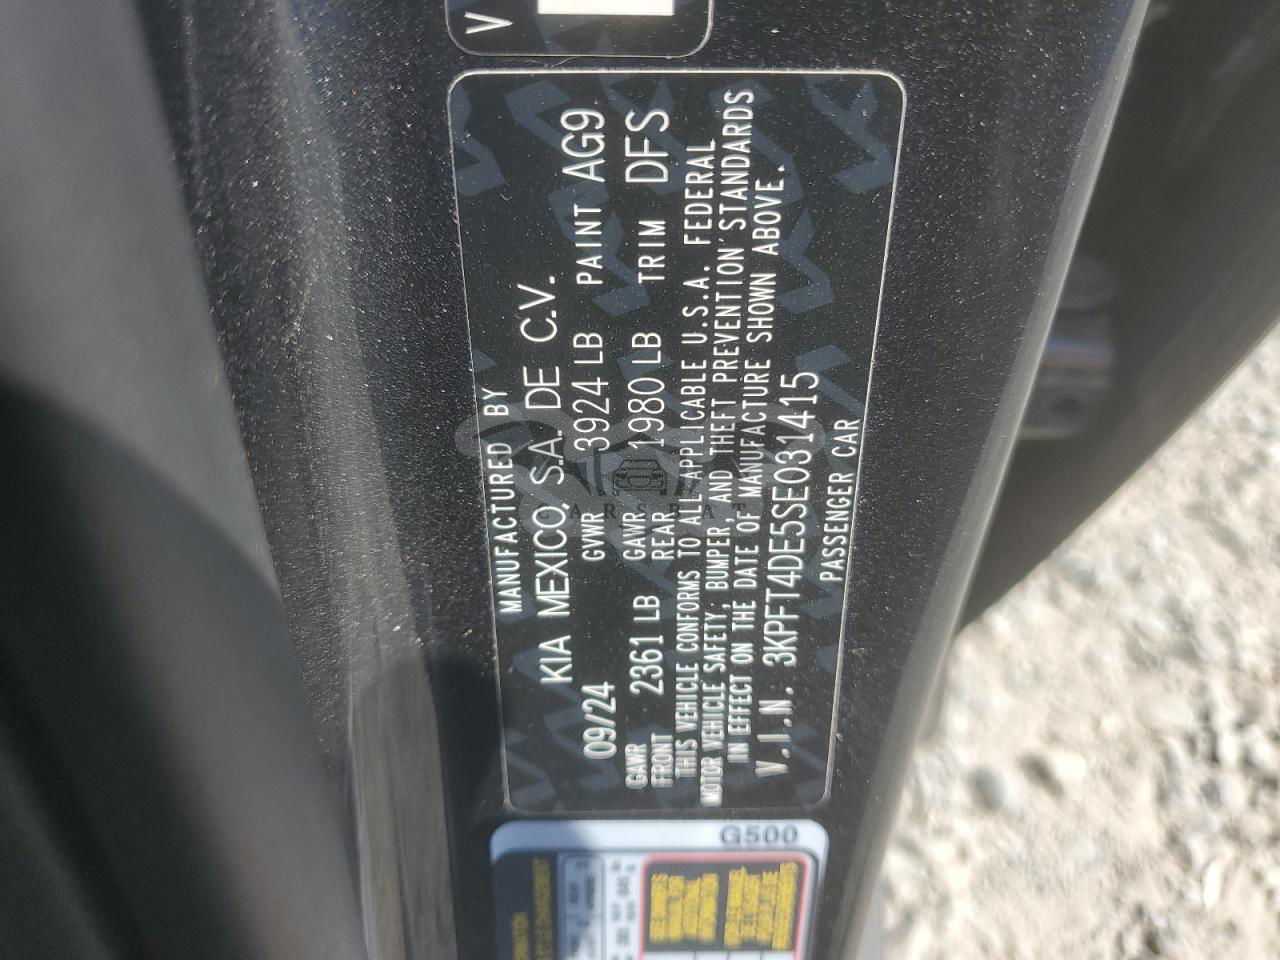 V
MANUFACTURED BY
KIA MEXICO, S.A. DE C.V.
09/24 GVWR 3924 LB PAINT AG9
GAWR FRONT 2361 LB GAWR REAR 1980 LB TRIM DFS
THIS VEHICLE CONFORMS TO ALL APPLICABLE U.S.A. FEDERAL
MOTOR VEHICLE SAFETY, BUMPER, AND THEFT PREVENTION STANDARDS
IN EFFECT ON THE DATE OF MANUFACTURE SHOWN ABOVE.
V.I.N. 3KPFT4DE5SE031415
PASSENGER CAR
G500